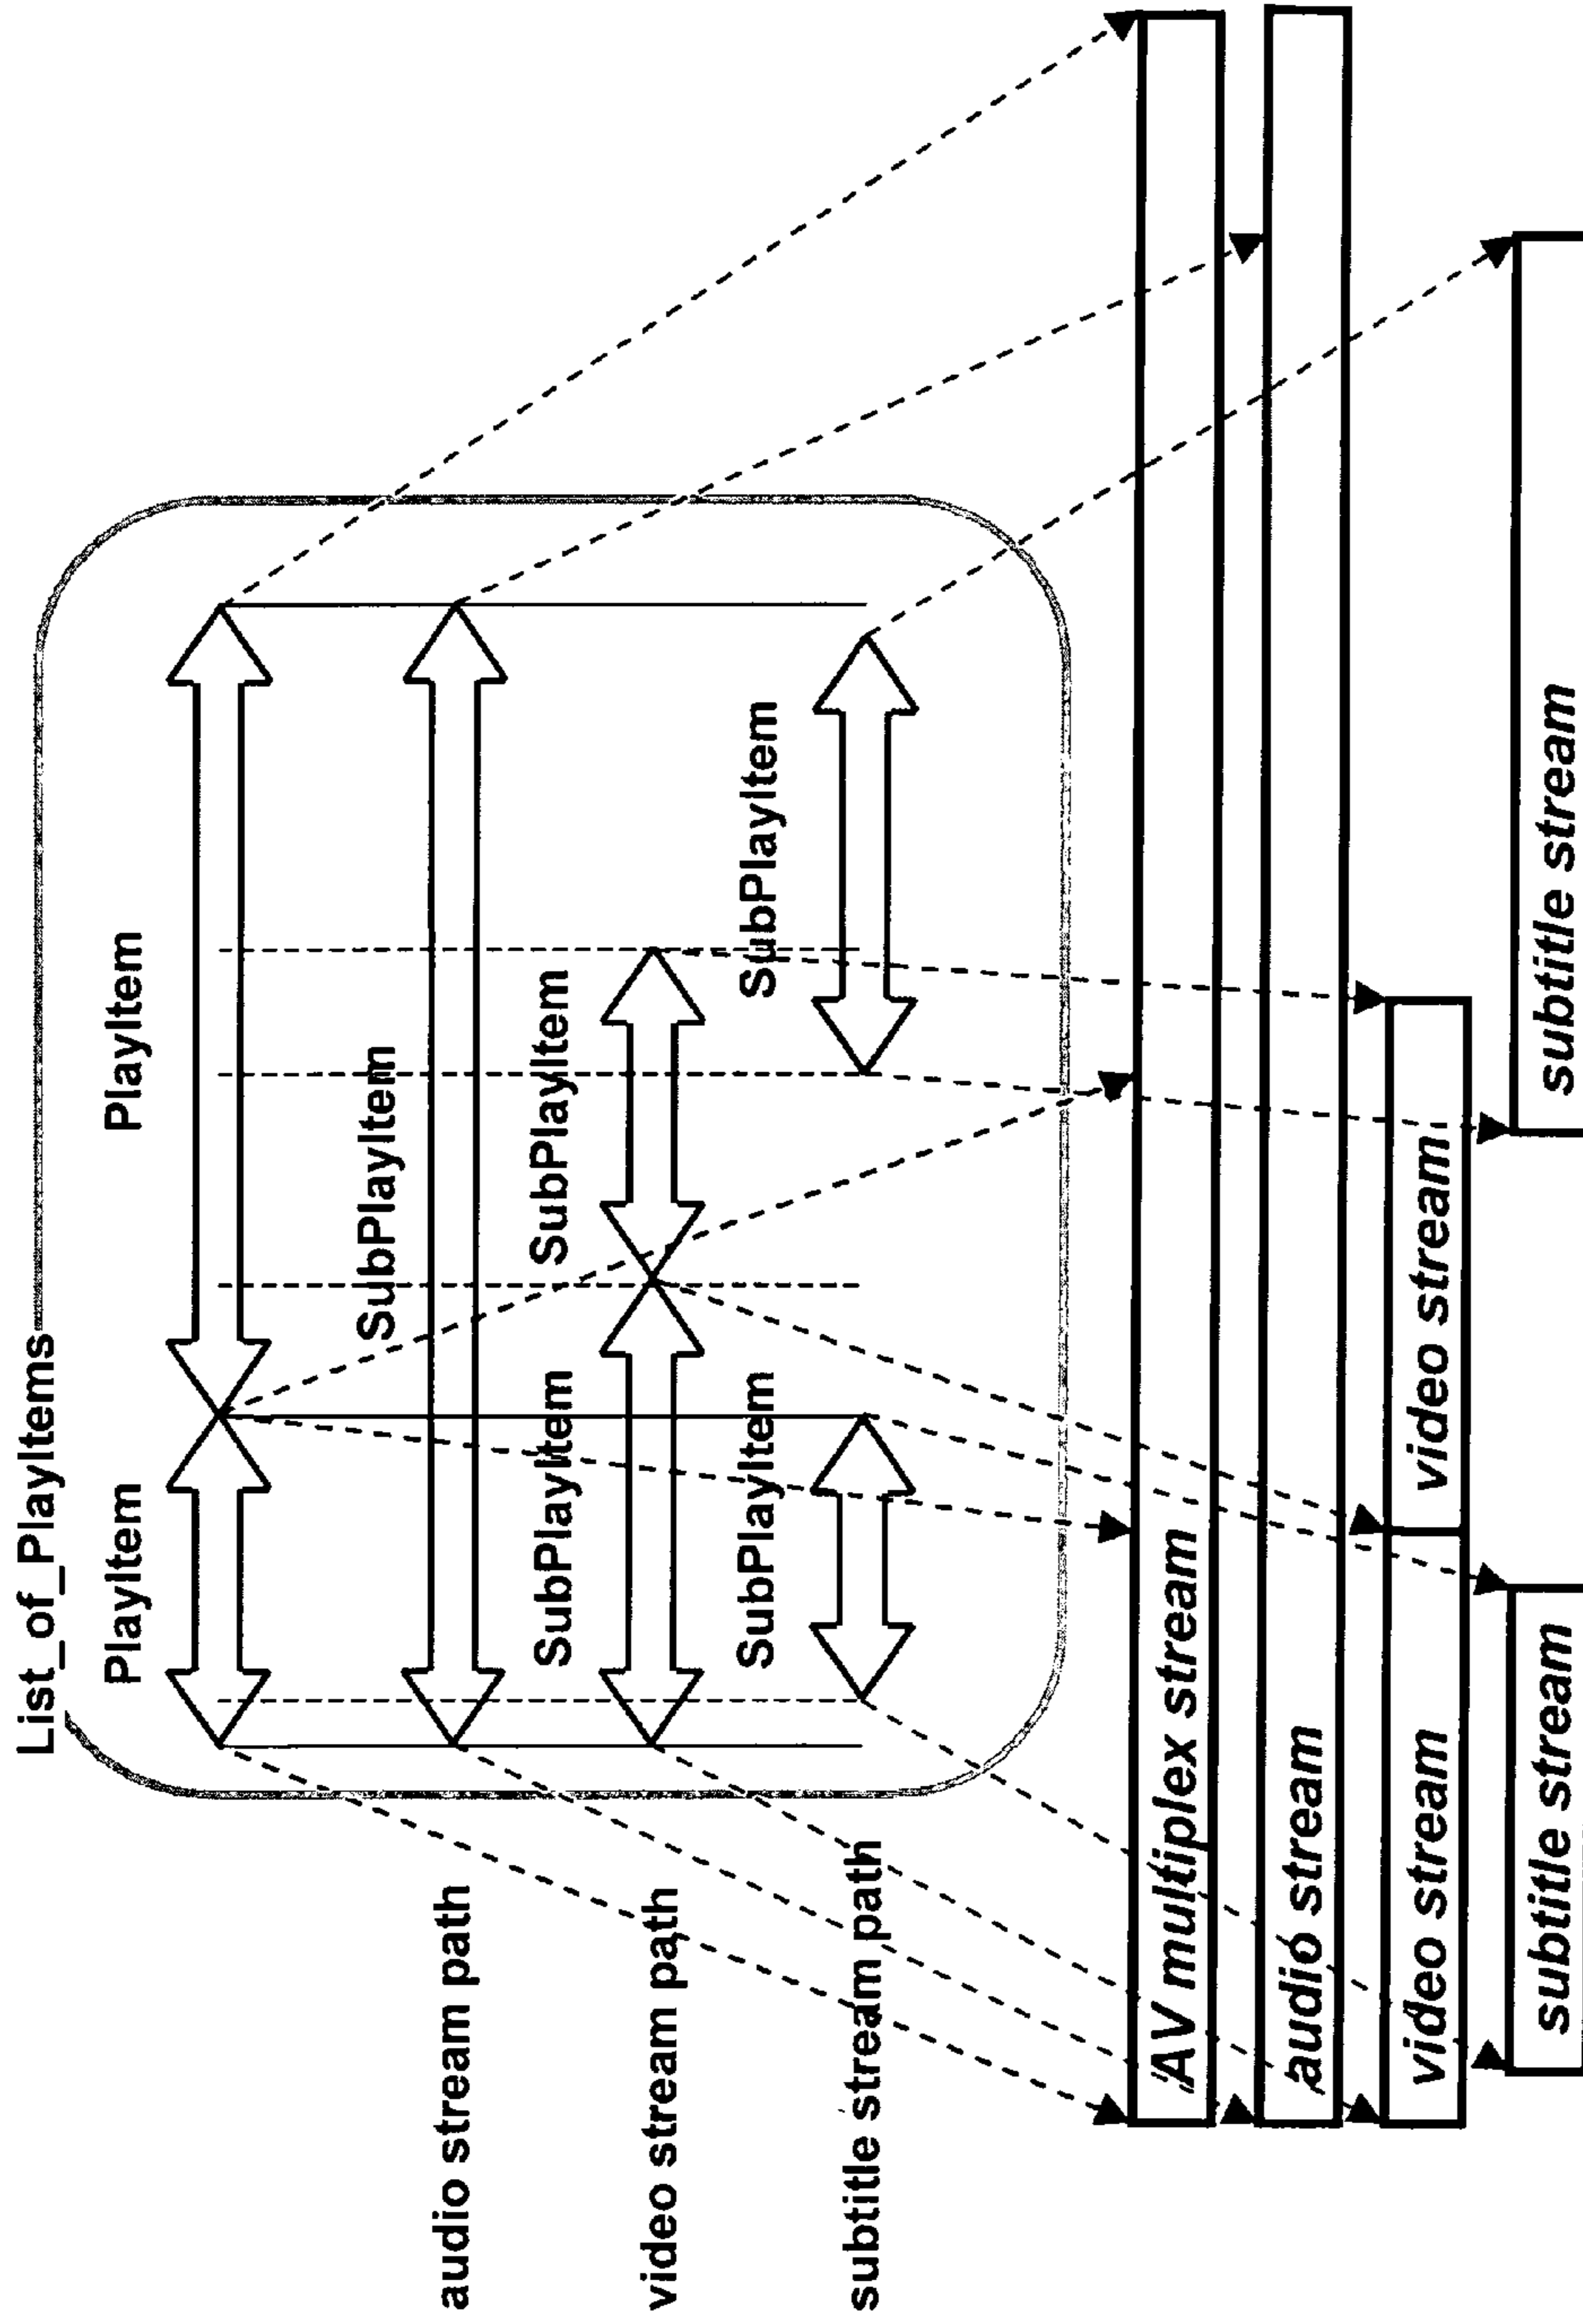 List_of_PlayItems
PlayItem
PlayItem
audio stream path
SubPlayItem
video stream path
SubPlayItem
SubPlayItem
subtitle stream path
SubPlayItem
SubPlayItem
AV multiplex stream
audio stream
video stream
video stream
subtitle stream
subtitle stream